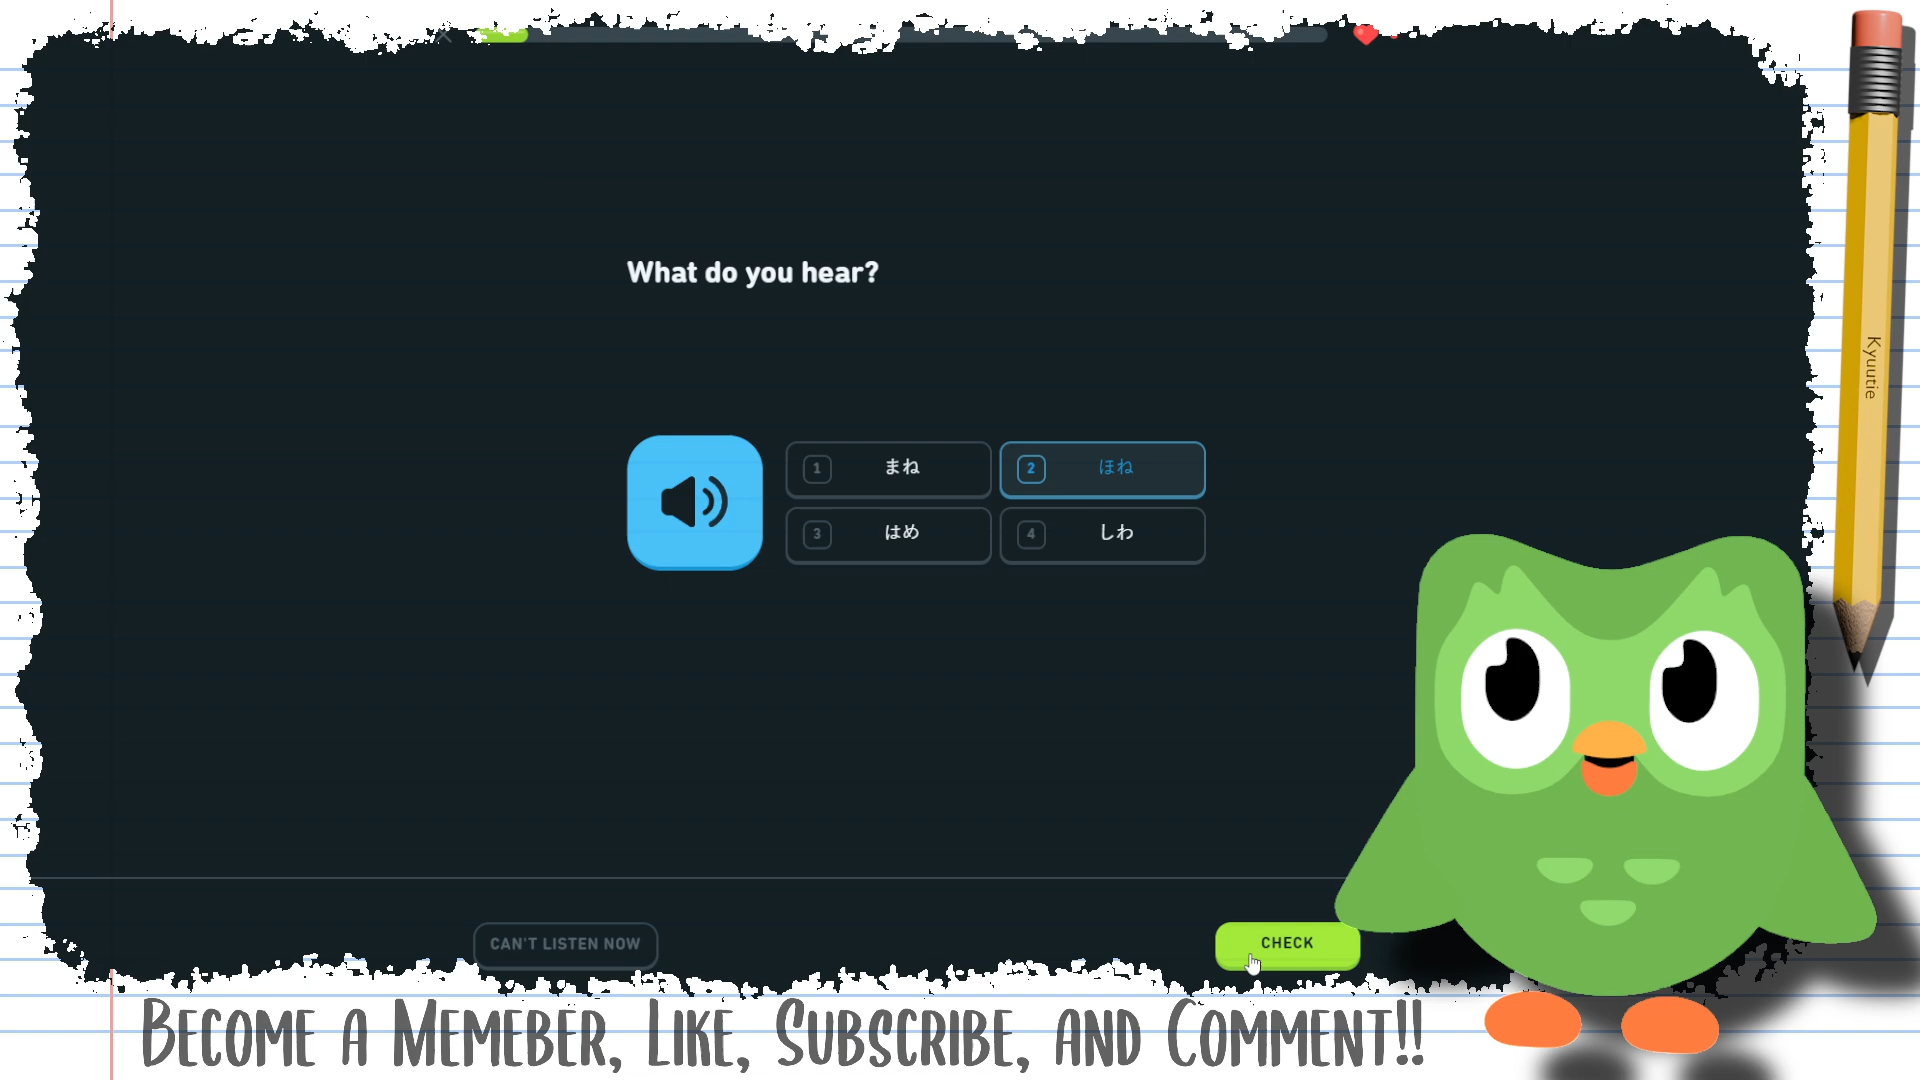 What do you hear?
1 まね
2 ほね
3 はめ
4 しわ
CAN'T LISTEN NOW
CHECK
Kyuutie
BECOME A MEMEBER, LIKE, SUBSCRIBE, AND COMMENT!!